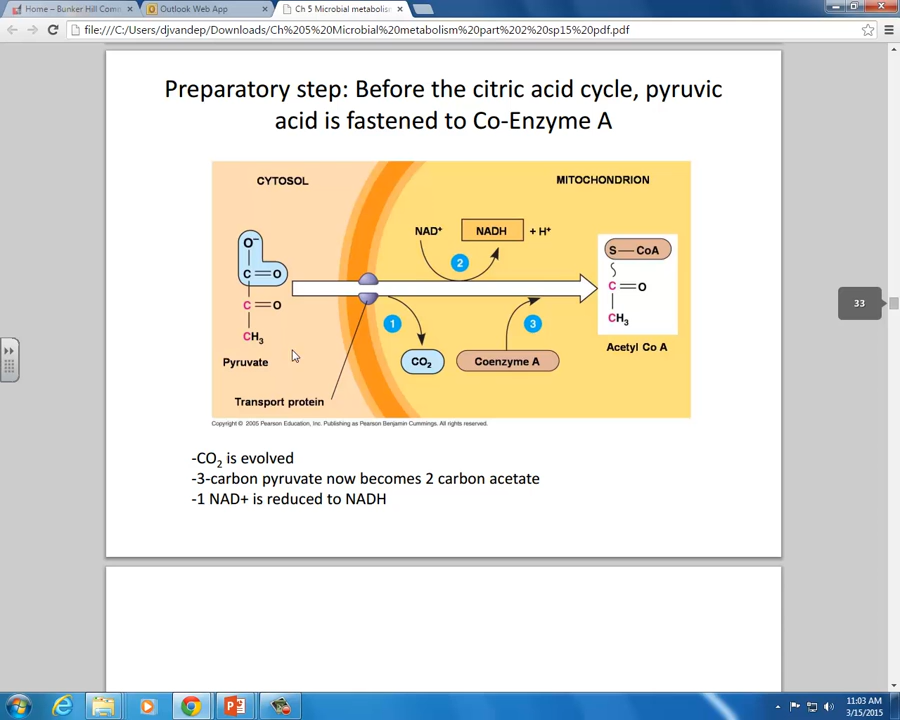 Home – Bunker Hill Comm
Outlook Web App
Ch 5 Microbial metabolism
file:///C:/Users/djvandep/Downloads/Ch%205%20Microbial%20metabolism%20part%202%20sp15%20pdf.pdf
Preparatory step: Before the citric acid cycle, pyruvic
acid is fastened to Co-Enzyme A
CYTOSOL
MITOCHONDRION
NAD⁺ NADH + H⁺
O⁻
S—CoA
2
C=O
C=O
33
C=O
1
3
CH₃
CH₃
Acetyl Co A
Pyruvate
CO₂
Coenzyme A
Transport protein
Copyright © 2005 Pearson Education, Inc. Publishing as Pearson Benjamin Cummings. All rights reserved.
-CO₂ is evolved
-3-carbon pyruvate now becomes 2 carbon acetate
-1 NAD+ is reduced to NADH
11:03 AM
3/15/2015